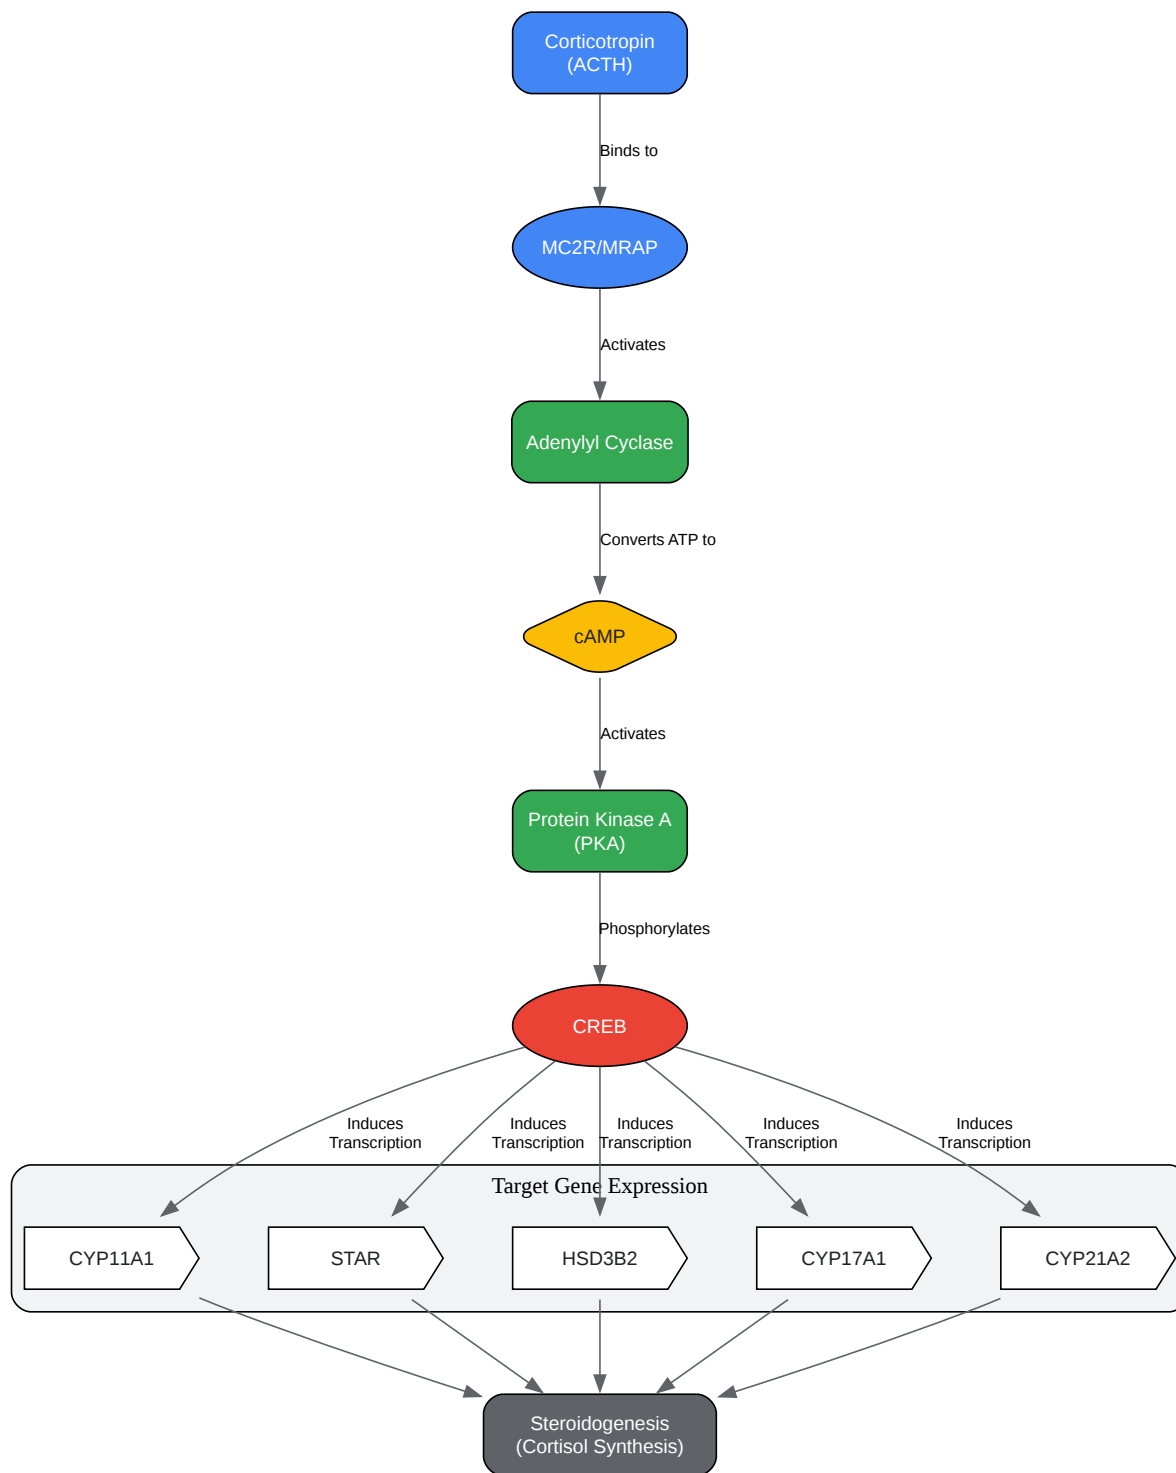 Corticotropin
(ACTH)
Binds to
MC2R/MRAP
Activates
Adenylyl Cyclase
Converts ATP to
cAMP
Activates
Protein Kinase A
(PKA)
Phosphorylates
CREB
Induces
Transcription
Induces
Transcription
Induces
Transcription
Induces
Transcription
Induces
Transcription
Target Gene Expression
CYP11A1
STAR
HSD3B2
CYP17A1
CYP21A2
Steroidogenesis
(Cortisol Synthesis)